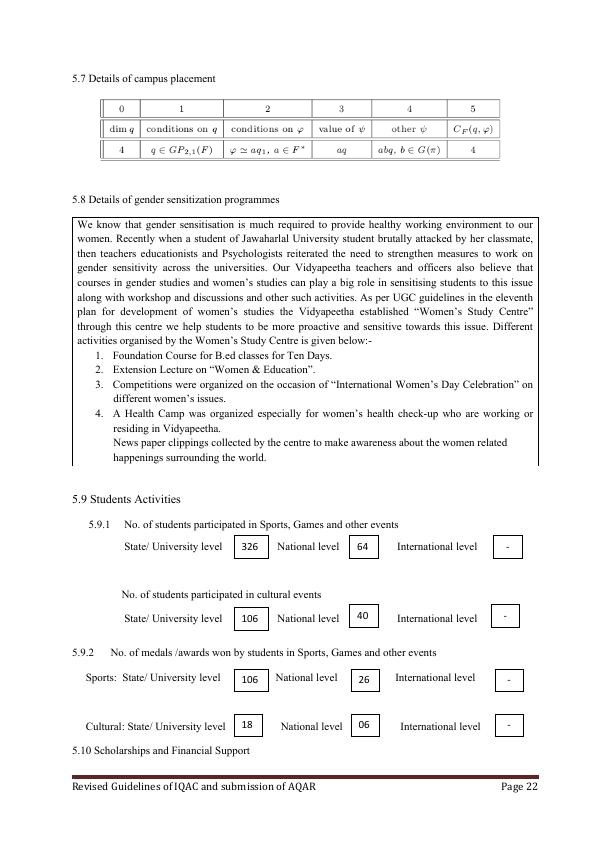 5.7 Details of campus placement
0 1 2 3 4 5
dim q conditions on q conditions on φ value of ψ other ψ C_F(q, φ)
4 q ∈ GP_{2,1}(F) φ ≃ aq_1, a ∈ F^× aq abq, b ∈ G(π) 4
5.8 Details of gender sensitization programmes
We know that gender sensitisation is much required to provide healthy working environment to our
women. Recently when a student of Jawaharlal University student brutally attacked by her classmate,
then teachers educationists and Psychologists reiterated the need to strengthen measures to work on
gender sensitivity across the universities. Our Vidyapeetha teachers and officers also believe that
courses in gender studies and women’s studies can play a big role in sensitising students to this issue
along with workshop and discussions and other such activities. As per UGC guidelines in the eleventh
plan for development of women’s studies the Vidyapeetha established “Women’s Study Centre”
through this centre we help students to be more proactive and sensitive towards this issue. Different
activities organised by the Women’s Study Centre is given below:-
1. Foundation Course for B.ed classes for Ten Days.
2. Extension Lecture on “Women & Education”.
3. Competitions were organized on the occasion of “International Women’s Day Celebration” on
different women’s issues.
4. A Health Camp was organized especially for women’s health check-up who are working or
residing in Vidyapeetha.
News paper clippings collected by the centre to make awareness about the women related
happenings surrounding the world.
5.9 Students Activities
5.9.1 No. of students participated in Sports, Games and other events
State/ University level 326 National level 64 International level -
No. of students participated in cultural events
State/ University level 106 National level 40 International level -
5.9.2 No. of medals /awards won by students in Sports, Games and other events
Sports: State/ University level 106 National level 26 International level -
Cultural: State/ University level 18 National level 06 International level -
5.10 Scholarships and Financial Support
Revised Guidelines of IQAC and submission of AQAR Page 22